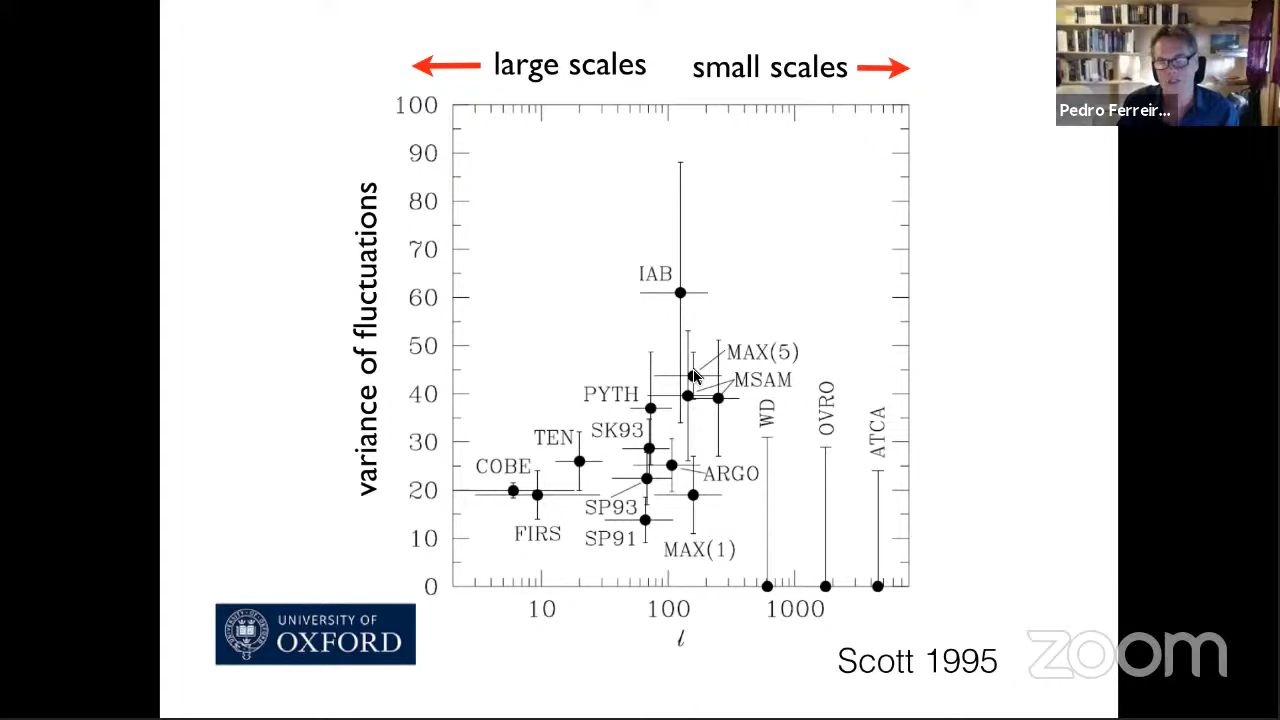 large scales
small scales
Pedro Ferreir...
variance of fluctuations
100
90
80
70
60
50
40
30
20
10
0
IAB
MAX(5)
MSAM
PYTH
SK93
TEN
COBE
ARGO
SP93
FIRS
SP91
MAX(1)
WD
OVRO
ATCA
10
100
1000
l
UNIVERSITY OF
OXFORD
Scott 1995
zoom